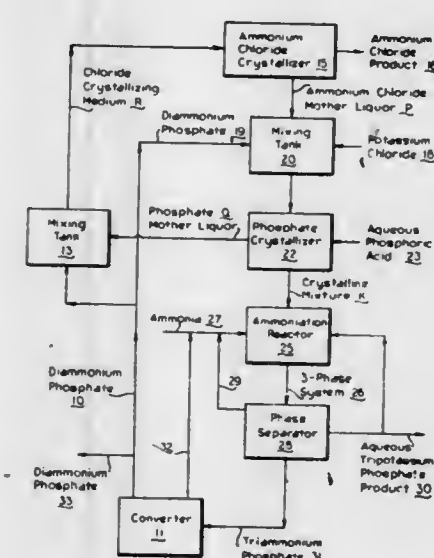 Ammonium
Chloride
Crystallizer
15
Ammonium
Chloride
Product
Chloride
Crystallizing
Medium R
Ammonium Chloride
Mother Liquor P
Diammonium
Phosphate 19
Mixing
Tank
20
Potassium
Chloride 18
Mixing
Tank
13
Phosphate Q
Mother Liquor
Phosphate
Crystallizer
22
Aqueous
Phosphoric
Acid 23
Crystalline
Mixture K
Ammonia 27
Ammoniation
Reactor
25
29
3-Phase
System 26
Diammonium
Phosphate
10
32
Phase
Separator
28
Aqueous
Tripotassium
Phosphate
Product 30
Diammonium
Phosphate
33
Converter
11
Triammonium
Phosphate 31